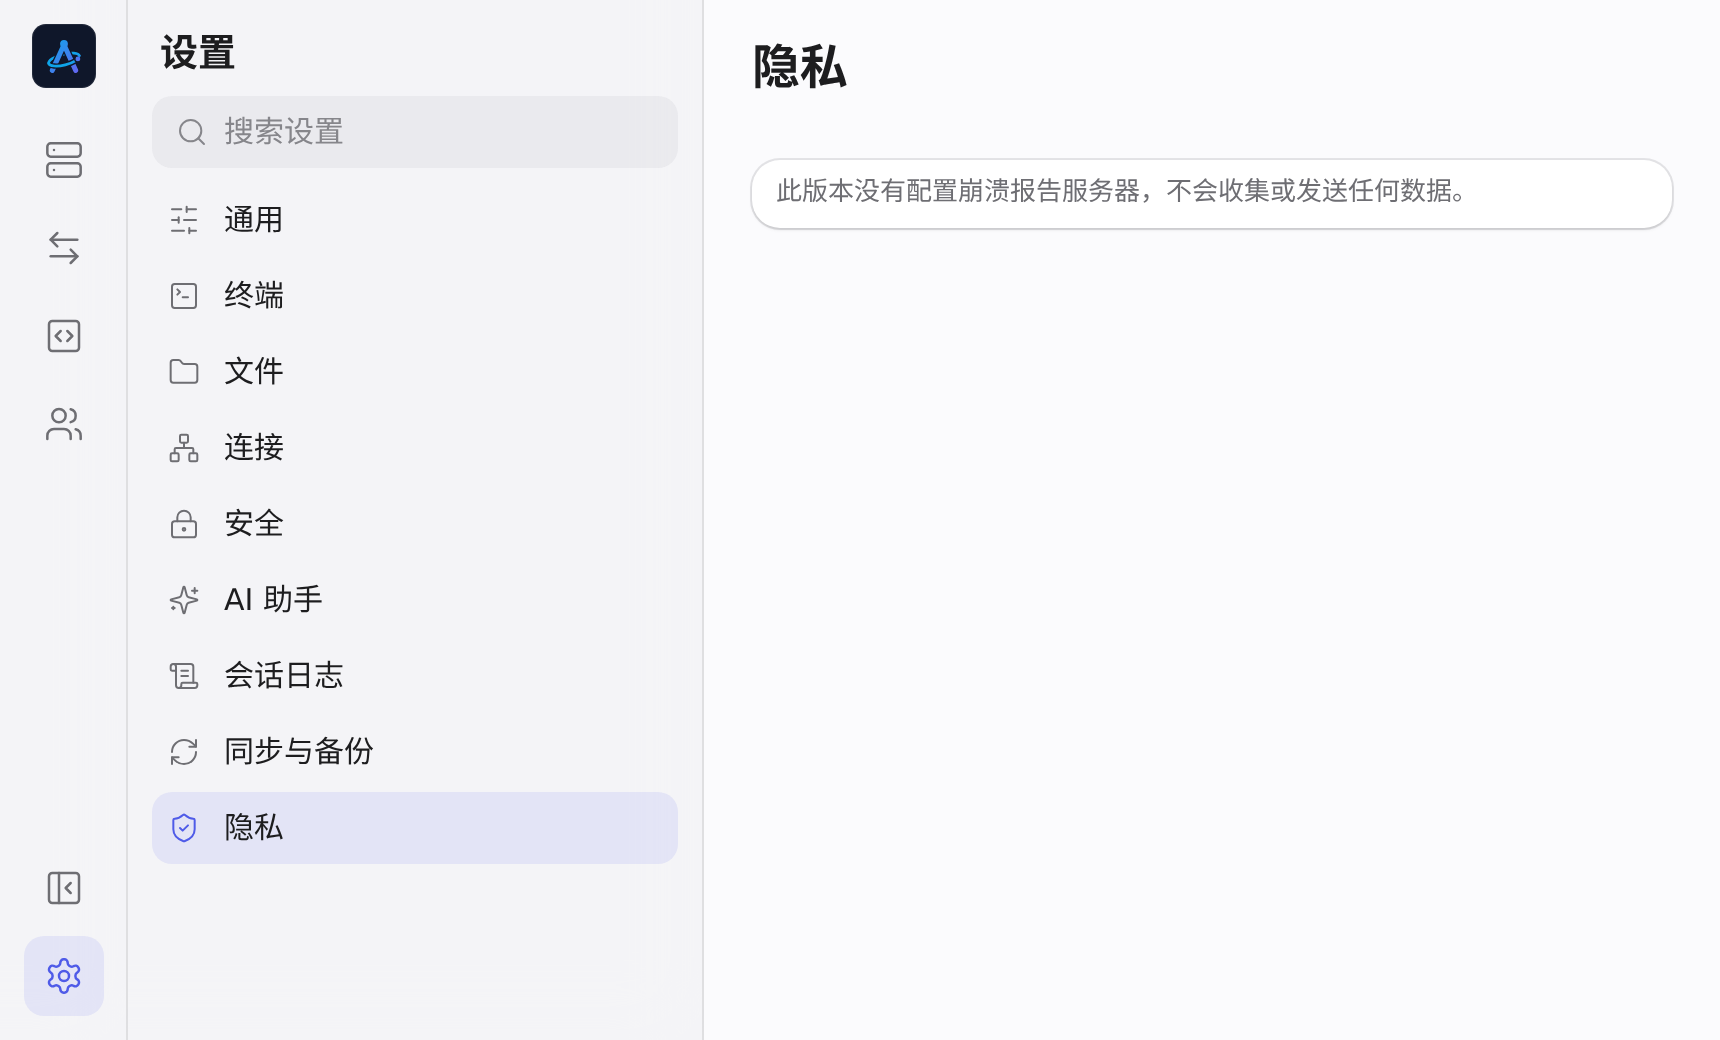 设置
搜索设置
通用
终端
文件
连接
安全
AI 助手
会话日志
同步与备份
隐私
隐私
此版本没有配置崩溃报告服务器，不会收集或发送任何数据。